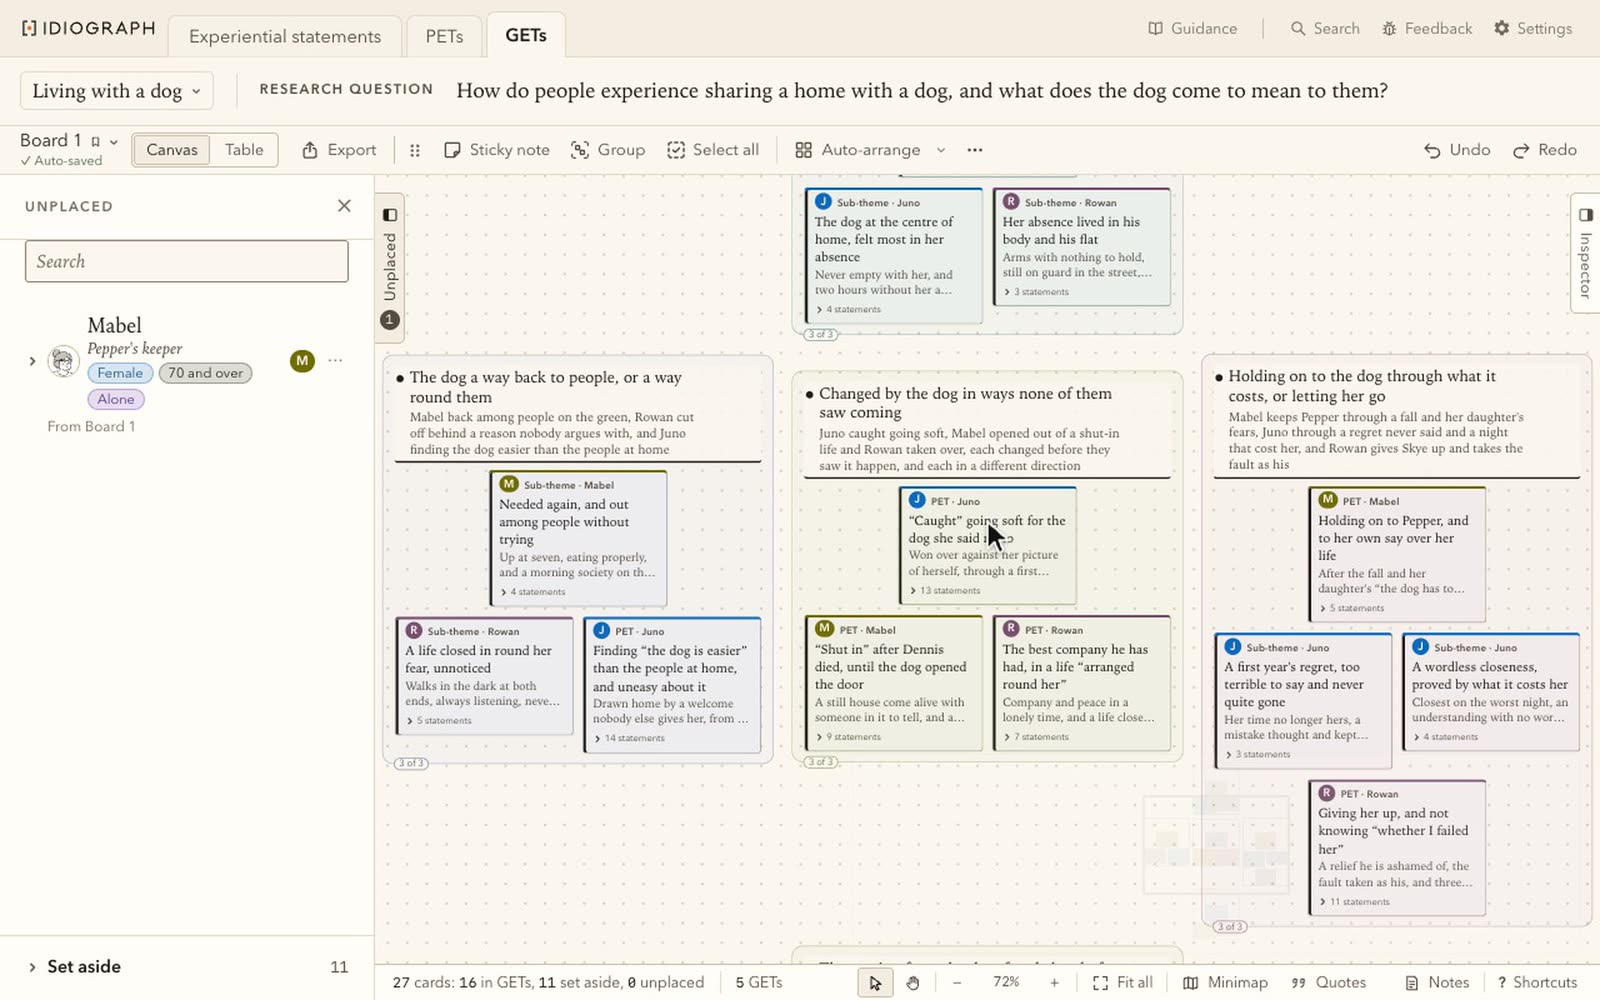 IDIOGRAPH
Experiential statements
PETs
GETs
Guidance
Search
Feedback
Settings
Living with a dog
RESEARCH QUESTION
How do people experience sharing a home with a dog, and what does the dog come to mean to them?
Board 1
✓ Auto-saved
Canvas
Table
Export
Sticky note
Group
Select all
Auto-arrange
Undo
Redo
UNPLACED
Search
Mabel
Pepper's keeper
Female
70 and over
Alone
M
From Board 1
Set aside
11
Unplaced
1
Inspector
J Sub-theme · Juno
The dog at the centre of
home, felt most in her
absence
Never empty with her, and
two hours without her a...
4 statements
R Sub-theme · Rowan
Her absence lived in his
body and his flat
Arms with nothing to hold,
still on guard in the street,...
3 statements
3 of 3
The dog a way back to people, or a way
round them
Mabel back among people on the green, Rowan cut
off behind a reason nobody argues with, and Juno
finding the dog easier than the people at home
M Sub-theme · Mabel
Needed again, and out
among people without
trying
Up at seven, eating properly,
and a morning society on th...
4 statements
R Sub-theme · Rowan
A life closed in round her
fear, unnoticed
Walks in the dark at both
ends, always listening, neve...
5 statements
J PET · Juno
Finding “the dog is easier”
than the people at home,
and uneasy about it
Drawn home by a welcome
nobody else gives her, from ...
14 statements
3 of 3
Changed by the dog in ways none of them
saw coming
Juno caught going soft, Mabel opened out of a shut-in
life and Rowan taken over, each changed before they
saw it happen, and each in a different direction
J PET · Juno
“Caught” going soft for the
dog she said
Won over against her picture
of herself, through a first...
13 statements
M PET · Mabel
“Shut in” after Dennis
died, until the dog opened
the door
A still house come alive with
someone in it to tell, and a...
9 statements
R PET · Rowan
The best company he has
had, in a life “arranged
round her”
Company and peace in a
lonely time, and a life close...
7 statements
3 of 3
Holding on to the dog through what it
costs, or letting her go
Mabel keeps Pepper through a fall and her daughter's
fears, Juno through a regret never said and a night
that cost her, and Rowan gives Skye up and takes the
fault as his
M PET · Mabel
Holding on to Pepper, and
to her own say over her
life
After the fall and her
daughter's “the dog has to...
5 statements
J Sub-theme · Juno
A first year's regret, too
terrible to say and never
quite gone
Her time no longer hers, a
mistake thought and kept...
3 statements
J Sub-theme · Juno
A wordless closeness,
proved by what it costs her
Closest on the worst night, an
understanding with no wor...
4 statements
R PET · Rowan
Giving her up, and not
knowing “whether I failed
her”
A relief he is ashamed of, the
fault taken as his, and three...
11 statements
3 of 3
27 cards: 16 in GETs, 11 set aside, 0 unplaced
5 GETs
72%
Fit all
Minimap
Quotes
Notes
? Shortcuts